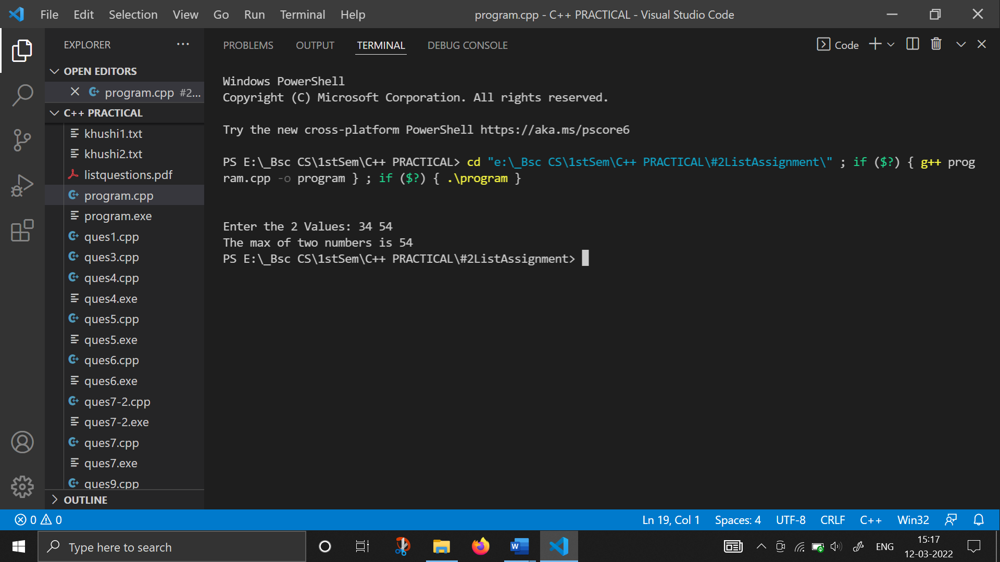 File Edit Selection View Go Run Terminal Help program.cpp - C++ PRACTICAL - Visual Studio Code
EXPLORER ... PROBLEMS OUTPUT TERMINAL DEBUG CONSOLE Code
OPEN EDITORS
program.cpp #2...
C++ PRACTICAL
khushi1.txt
khushi2.txt
listquestions.pdf
program.cpp
program.exe
ques1.cpp
ques3.cpp
ques4.cpp
ques4.exe
ques5.cpp
ques5.exe
ques6.cpp
ques6.exe
ques7-2.cpp
ques7-2.exe
ques7.cpp
ques7.exe
ques9.cpp
OUTLINE
Windows PowerShell
Copyright (C) Microsoft Corporation. All rights reserved.
Try the new cross-platform PowerShell https://aka.ms/pscore6
PS E:\_Bsc CS\1stSem\C++ PRACTICAL> cd "e:\_Bsc CS\1stSem\C++ PRACTICAL\#2ListAssignment\" ; if ($?) { g++ prog
ram.cpp -o program } ; if ($?) { .\program }
Enter the 2 Values: 34 54
The max of two numbers is 54
PS E:\_Bsc CS\1stSem\C++ PRACTICAL\#2ListAssignment>
0 0 Ln 19, Col 1 Spaces: 4 UTF-8 CRLF C++ Win32
Type here to search ENG 15:17
12-03-2022